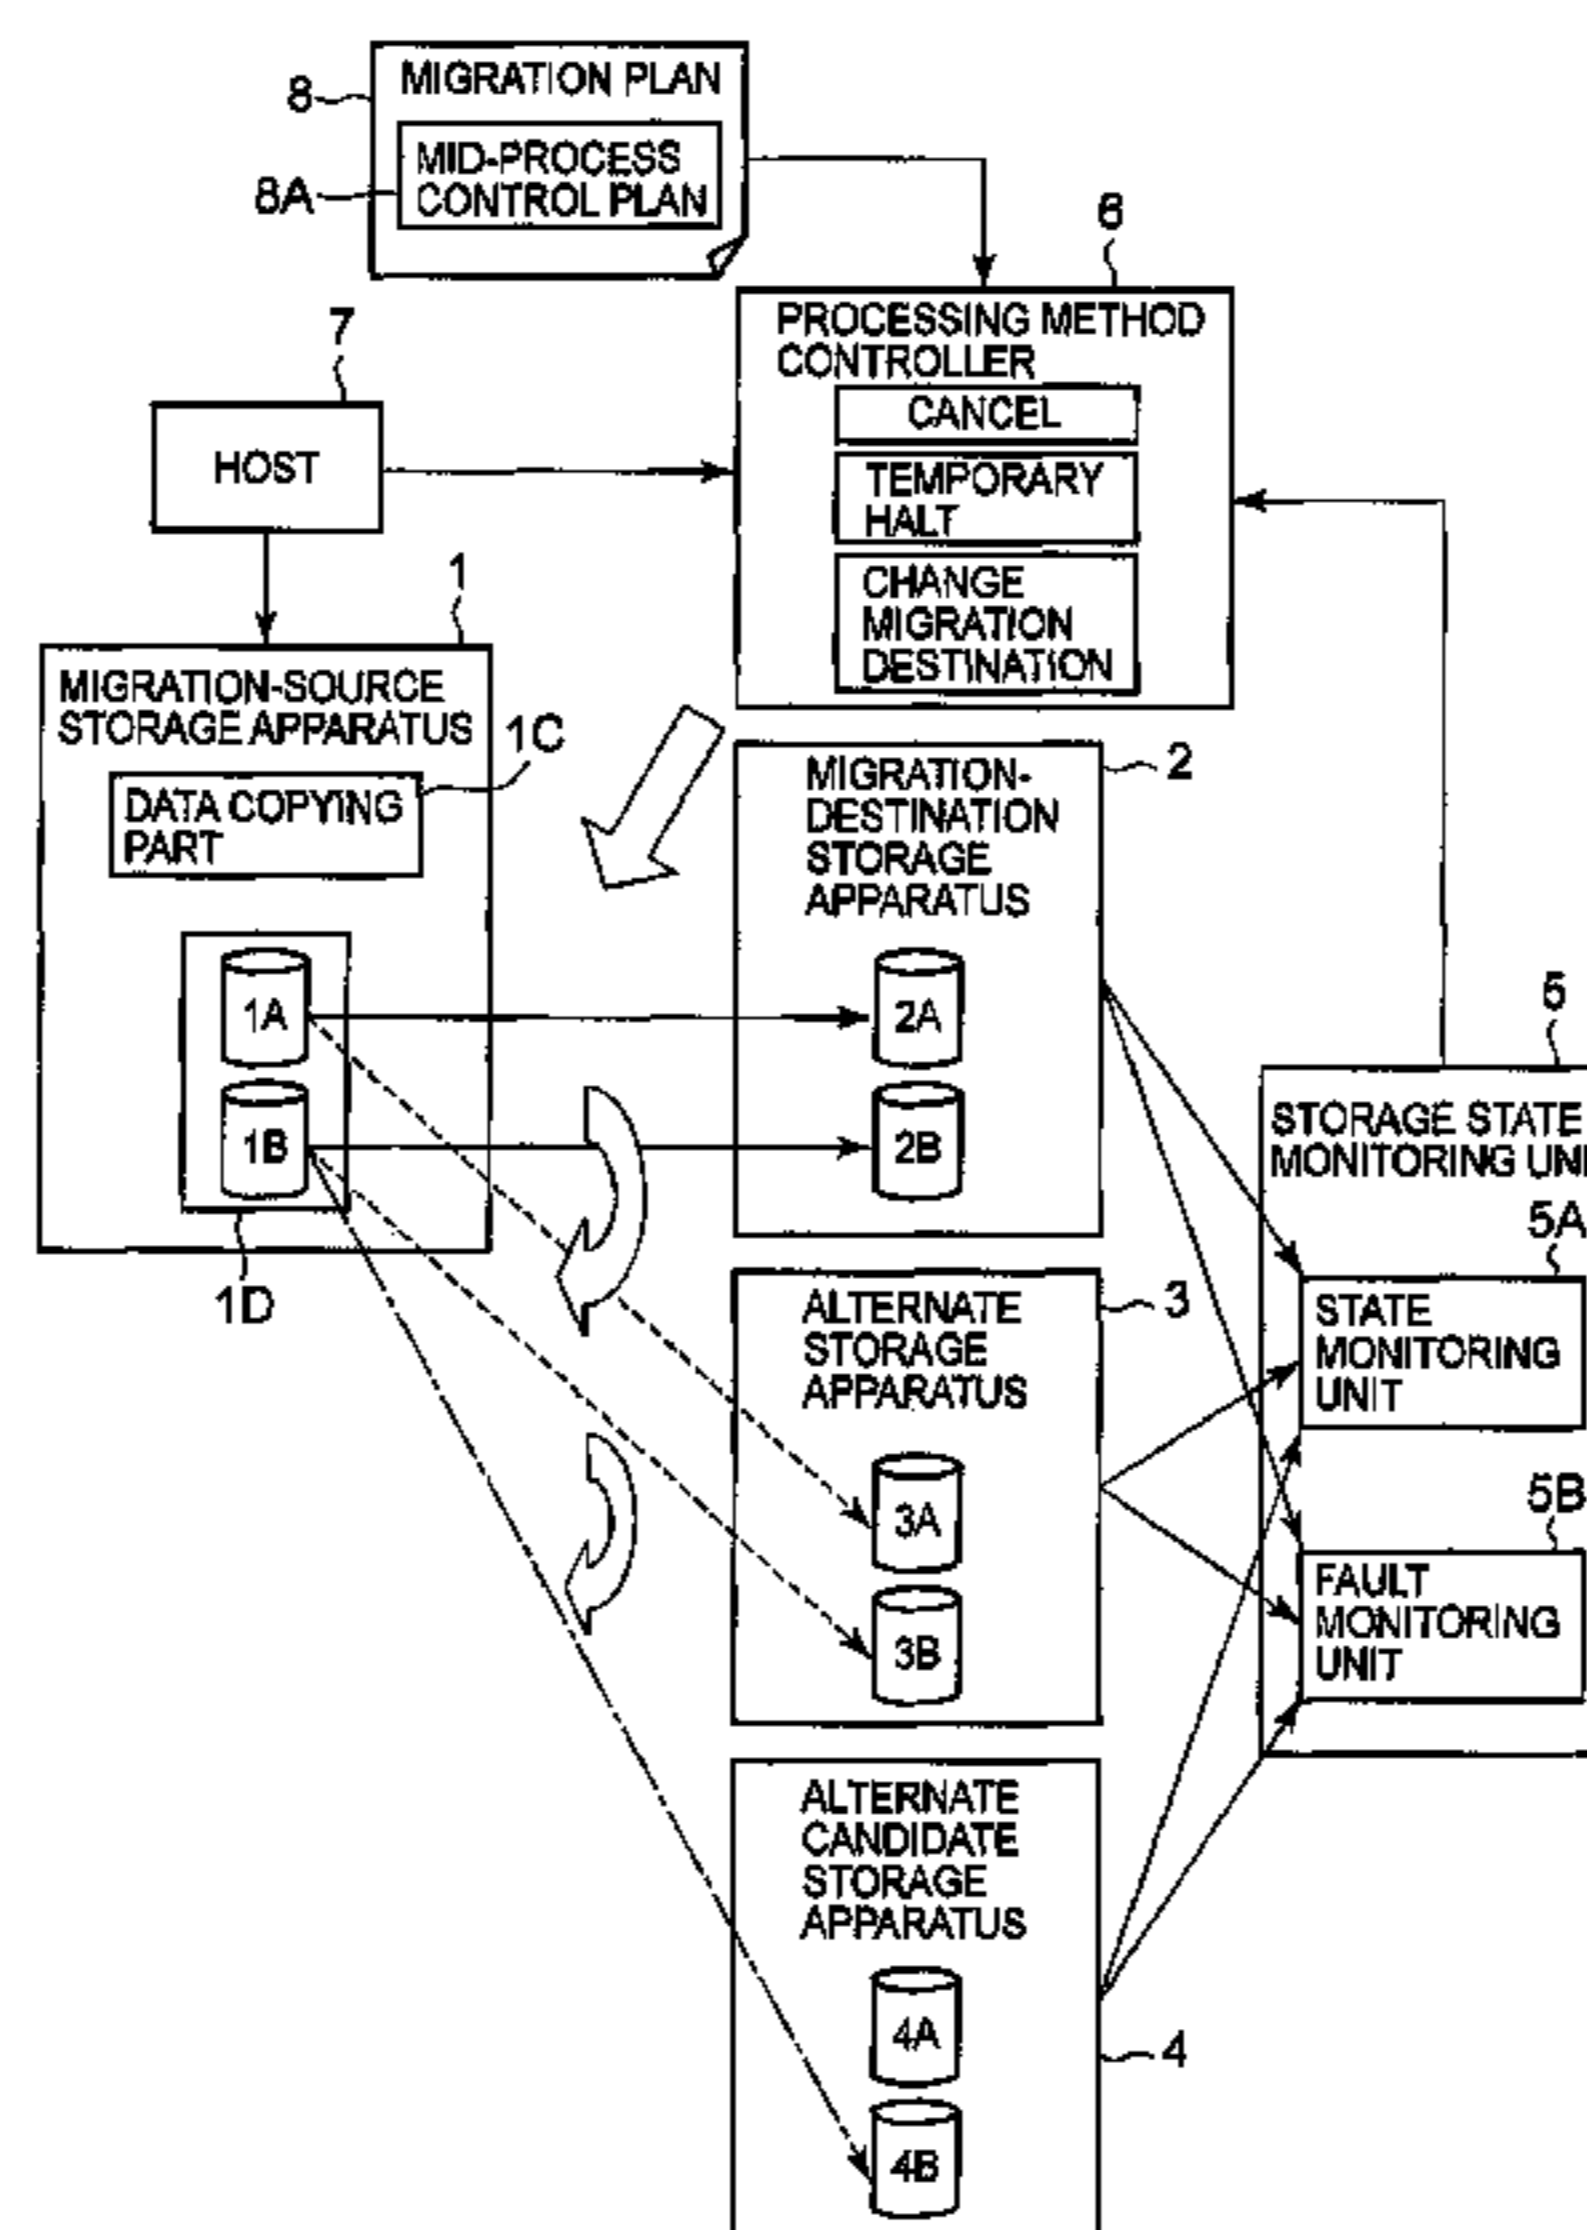 MIGRATION PLAN
8
MID-PROCESS
CONTROL PLAN
8A
6
PROCESSING METHOD
CONTROLLER
CANCEL
TEMPORARY
HALT
CHANGE
MIGRATION
DESTINATION
7
HOST
1
MIGRATION-SOURCE
STORAGE APPARATUS
1C
DATA COPYING
PART
1A
1B
1D
2
MIGRATION-
DESTINATION
STORAGE
APPARATUS
2A
2B
3
ALTERNATE
STORAGE
APPARATUS
3A
3B
ALTERNATE
CANDIDATE
STORAGE
APPARATUS
4A
4
4B
5
STORAGE STATE
MONITORING UNI
5A
STATE
MONITORING
UNIT
5B
FAULT
MONITORING
UNIT